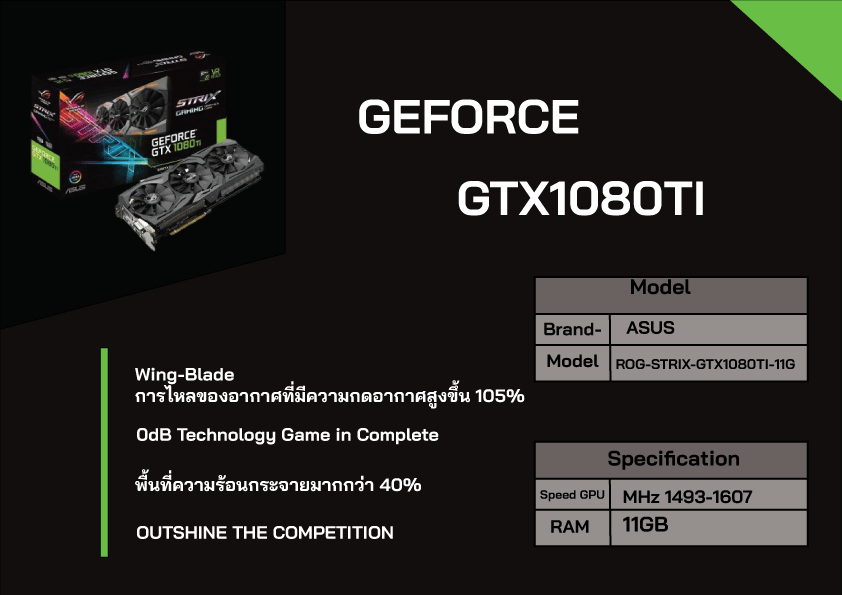 STRIX
GAMING
GEFORCE
GTX 1080Ti
GEFORCE
GTX1080TI
Model
Brand- ASUS
Model ROG-STRIX-GTX1080TI-11G
Wing-Blade
การไหลของอากาศที่มีความกดอากาศสูงขึ้น 105%
0dB Technology Game in Complete
พื้นที่ความร้อนกระจายมากกว่า 40%
OUTSHINE THE COMPETITION
Specification
Speed GPU MHz 1493-1607
RAM 11GB